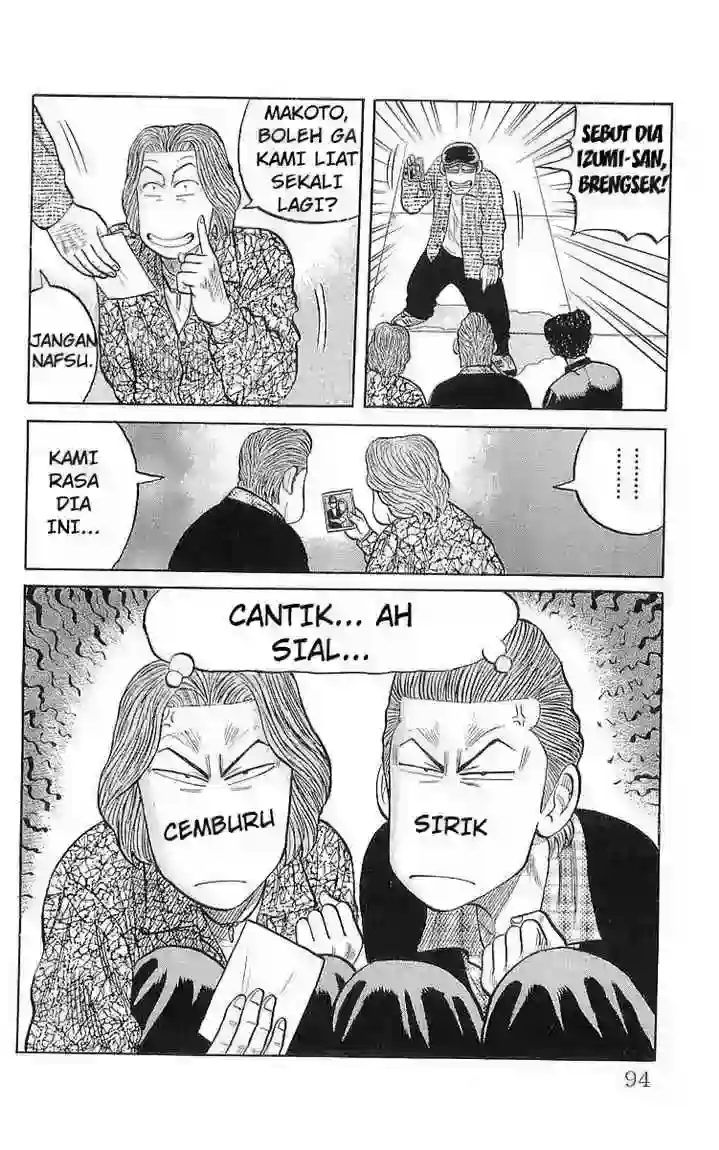 SEBUT DIA
IZUMI-SAN,
BRENGSEK!
MAKOTO,
BOLEH GA
KAMI LIAT
SEKALI
LAGI?
JANGAN
NAFSU.
........
KAMI
RASA
DIA
INI...
CANTIK... AH
SIAL...
CEMBURU
SIRIK
94